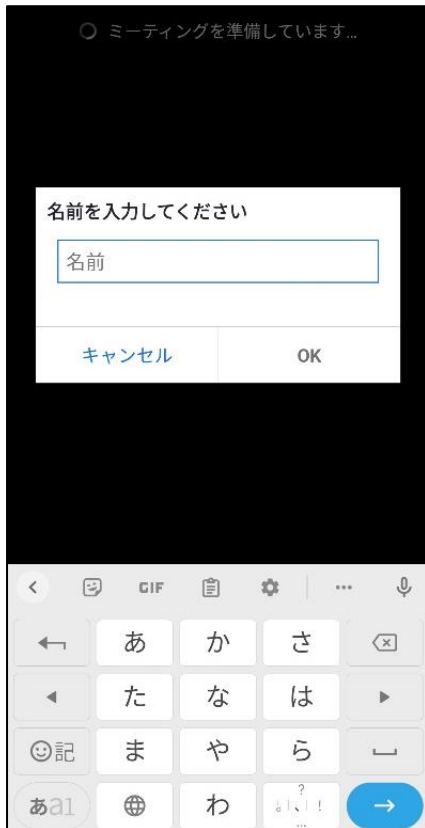 ミーティングを準備しています...
名前を入力してください
名前
キャンセル OK
GIF ...
あ か さ
た な は
記 ま や ら
あa1 わ 、。?!...